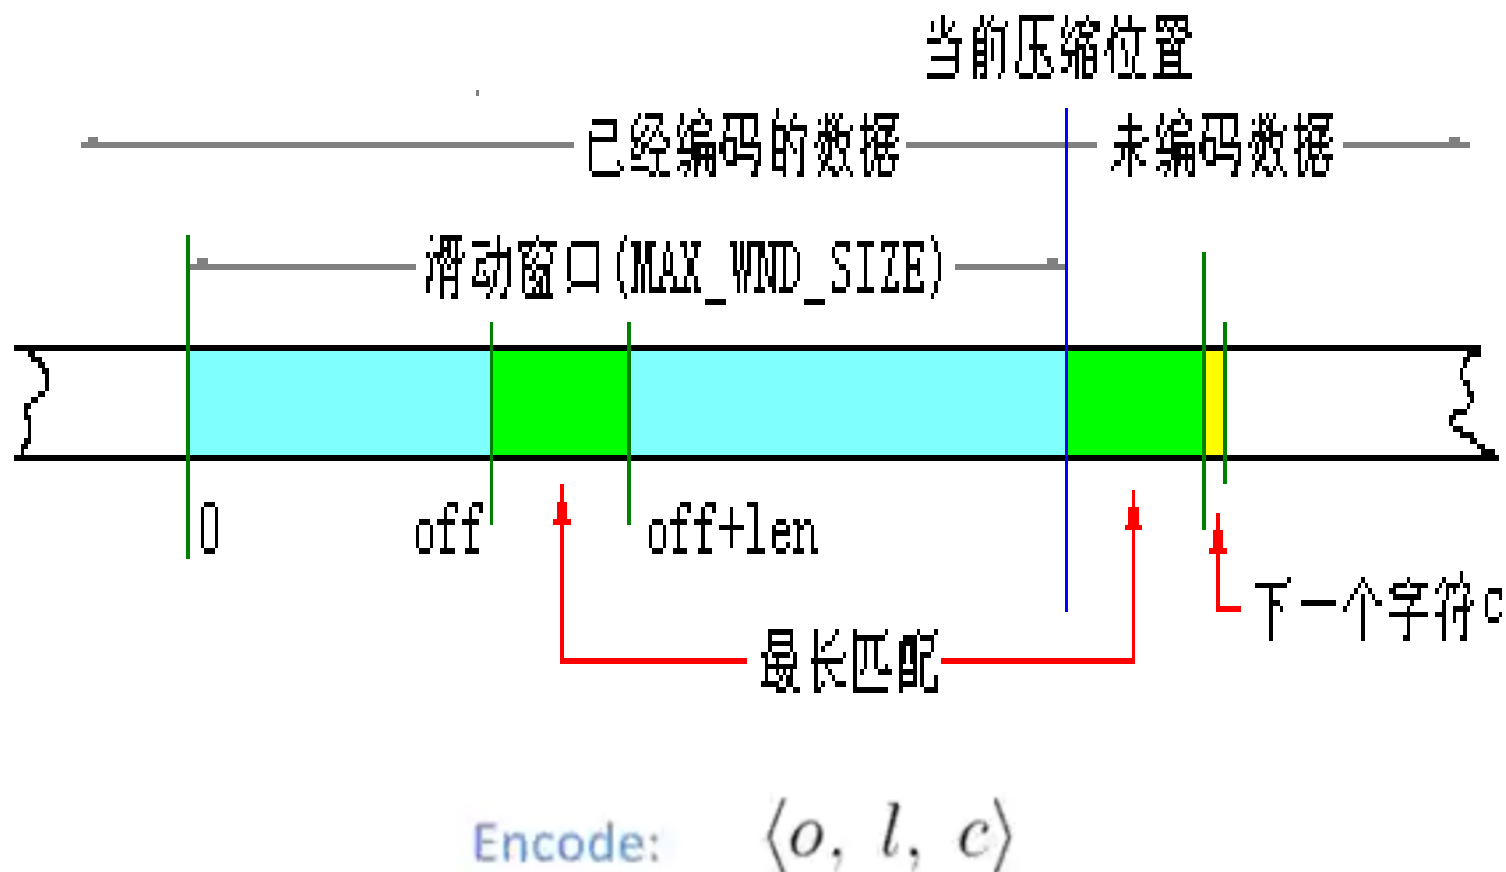 当前压缩位置
已经编码的数据 未编码数据
滑动窗口(MAX_WND_SIZE)
0 off off+len
下一个字符c
最长匹配
Encode: ⟨o, l, c⟩